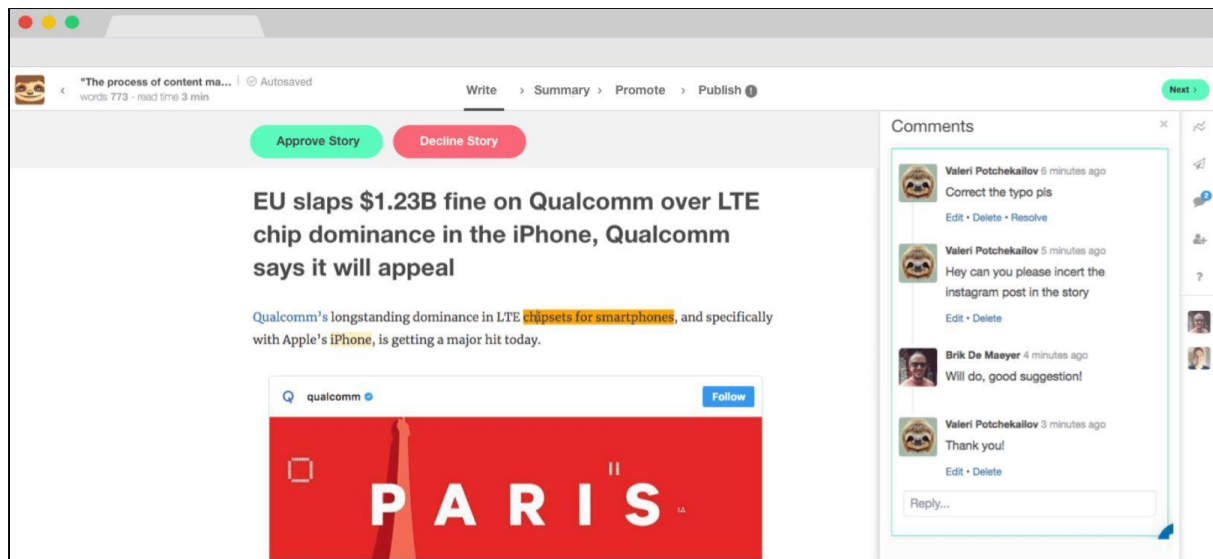 "The process of content ma... Autosaved
words 773 - read time 3 min
Write > Summary > Promote > Publish
Next >
Approve Story Decline Story
EU slaps $1.23B fine on Qualcomm over LTE
chip dominance in the iPhone, Qualcomm
says it will appeal
Qualcomm's longstanding dominance in LTE chipsets for smartphones, and specifically
with Apple's iPhone, is getting a major hit today.
qualcomm
Follow
PARIS
Comments
Valeri Potchekailov 6 minutes ago
Correct the typo pls
Edit • Delete • Resolve
Valeri Potchekailov 5 minutes ago
Hey can you please incert the
instagram post in the story
Edit • Delete
Brik De Maeyer 4 minutes ago
Will do, good suggestion!
Valeri Potchekailov 3 minutes ago
Thank you!
Edit • Delete
Reply...
2
?